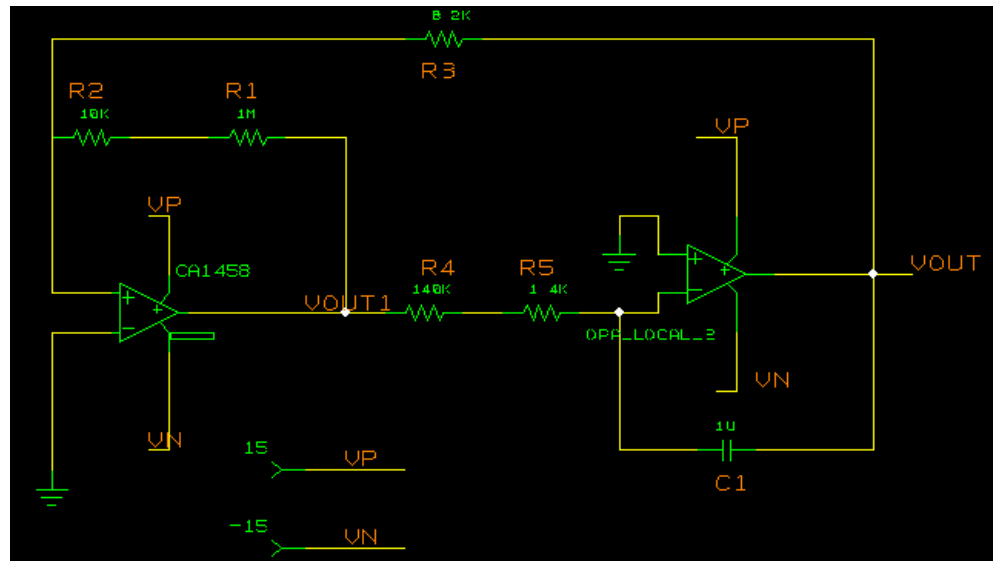 8 2K
R3
R2
R1
10K
1M
VP
VP
CA1458
R4
R5
VOUT
140K
1 4K
VOUT1
OPA_LOCAL_2
VN
1U
VN
15
VP
C1
-15
VN